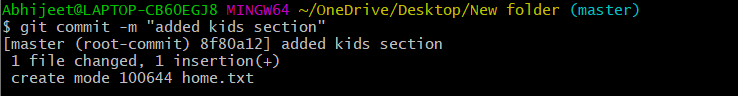 Abhijeet@LAPTOP-CB6OEGJ8 MINGW64 ~/OneDrive/Desktop/New folder (master)
$ git commit -m "added kids section"
[master (root-commit) 8f80a12] added kids section
 1 file changed, 1 insertion(+)
 create mode 100644 home.txt